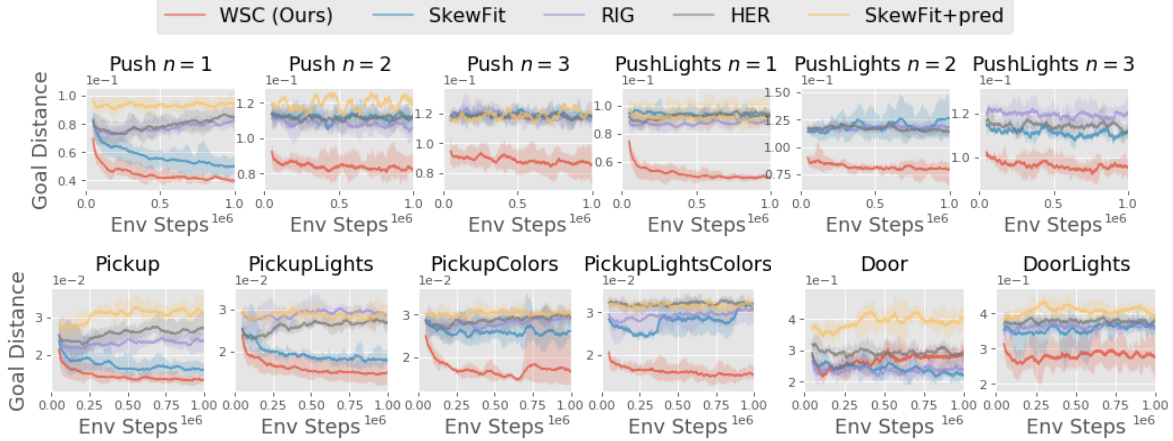 WSC (Ours) SkewFit RIG HER SkewFit+pred
Push n = 1 Push n = 2 Push n = 3 PushLights n = 1 PushLights n = 2 PushLights n = 3
1e−1 1e−1 1e−1 1e−1 1e−1
Goal Distance
1.0 0.8 0.6 0.4
1.2 1.0 0.8
1.2 1.0 0.8
1.0 0.8 0.6
1.50 1.25 1.00 0.75
1.2 1.0
0.0 0.5 1.0 0.0 0.5 1.0 0.0 0.5 1.0 0.0 0.5 1.0 0.0 0.5 1.0 0.0 0.5 1.0
Env Steps 1e6 Env Steps 1e6 Env Steps 1e6 Env Steps 1e6 Env Steps 1e6 Env Steps 1e6
Pickup PickupLights PickupColors PickupLightsColors Door DoorLights
1e−2 1e−2 1e−2 1e−2 1e−1 1e−1
Goal Distance
3 2
3 2
3 2
3 2
4 3 2
4 3
0.00 0.25 0.50 0.75 1.00 0.00 0.25 0.50 0.75 1.00 0.00 0.25 0.50 0.75 1.00 0.00 0.25 0.50 0.75 1.00 0.00 0.25 0.50 0.75 1.00 0.00 0.25 0.50 0.75 1.00
Env Steps 1e6 Env Steps 1e6 Env Steps 1e6 Env Steps 1e6 Env Steps 1e6 Env Steps 1e6